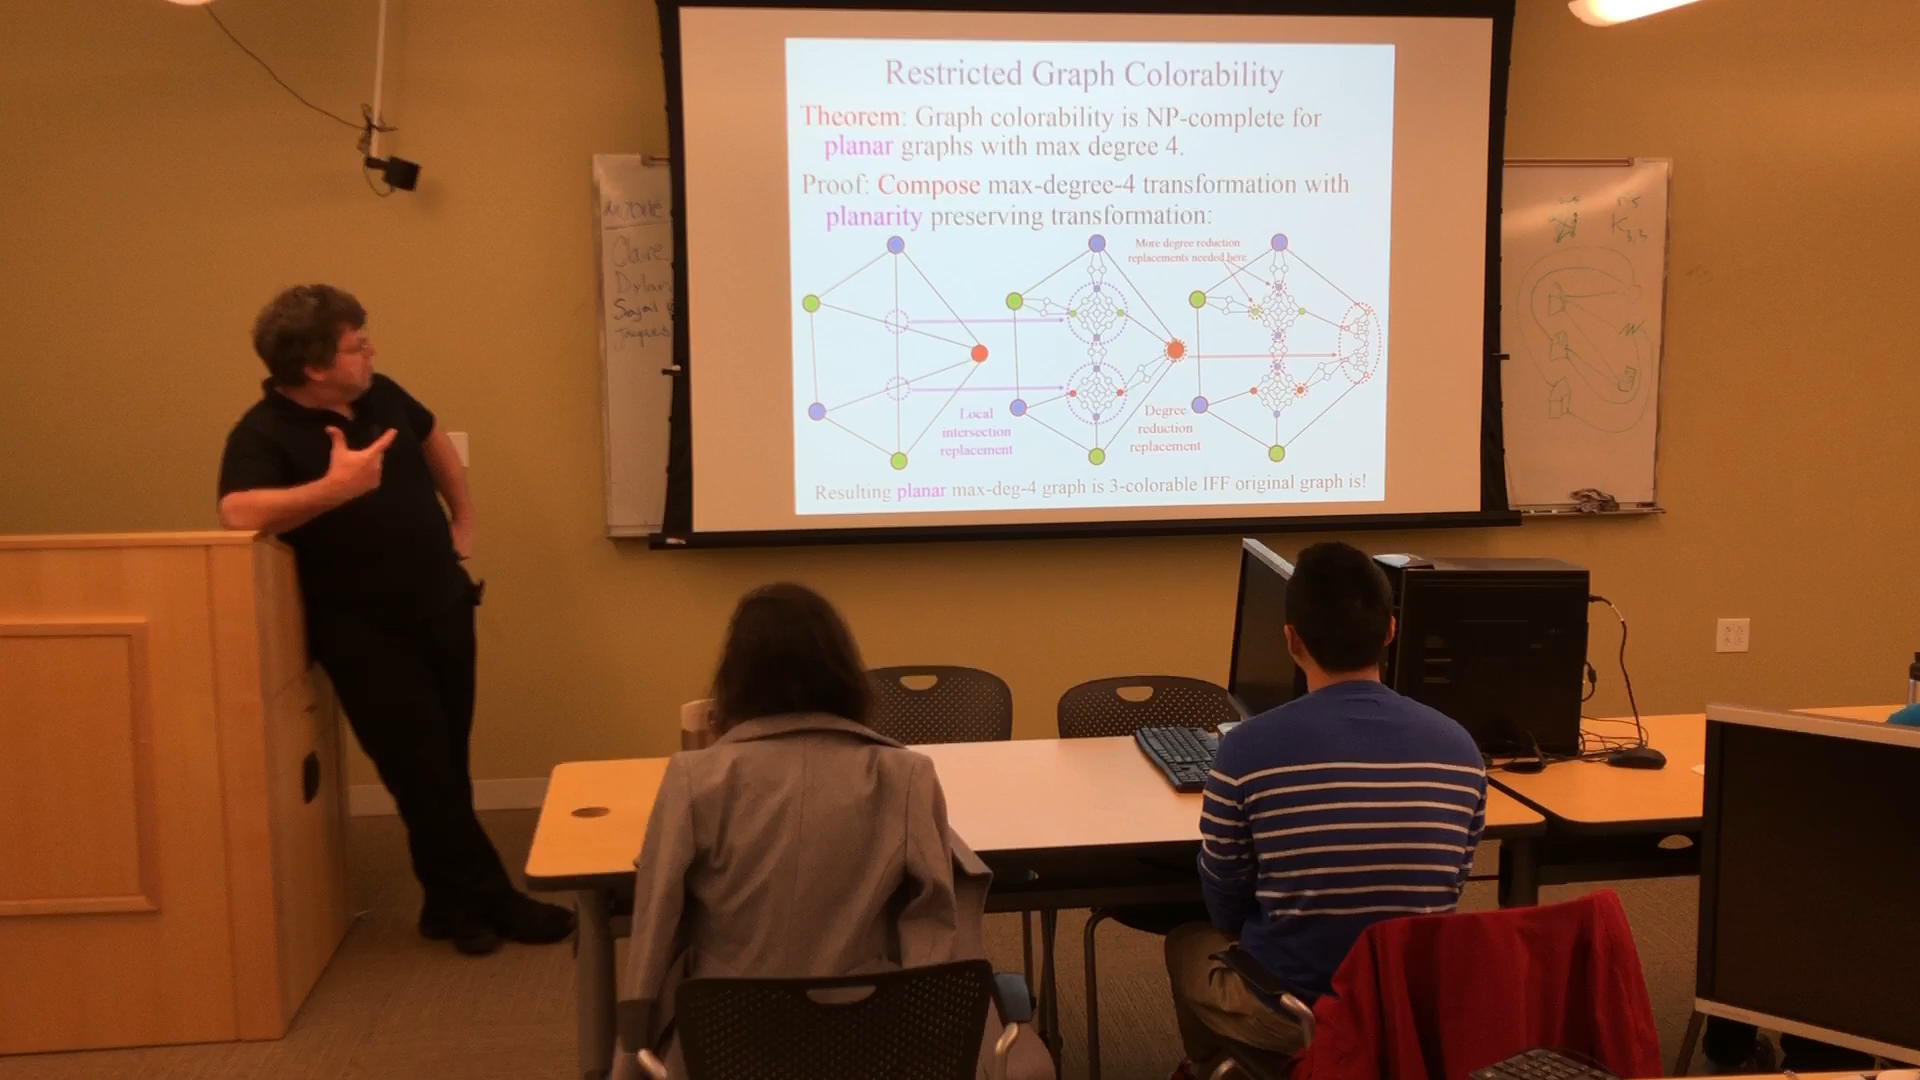 Restricted Graph Colorability
Theorem: Graph colorability is NP-complete for
planar graphs with max degree 4.
Proof: Compose max-degree-4 transformation with
planarity preserving transformation:
More degree reduction
replacements needed here
Local
intersection
replacement
Degree
reduction
replacement
Resulting planar max-deg-4 graph is 3-colorable IFF original graph is!
Claire
Dylan
K3,3